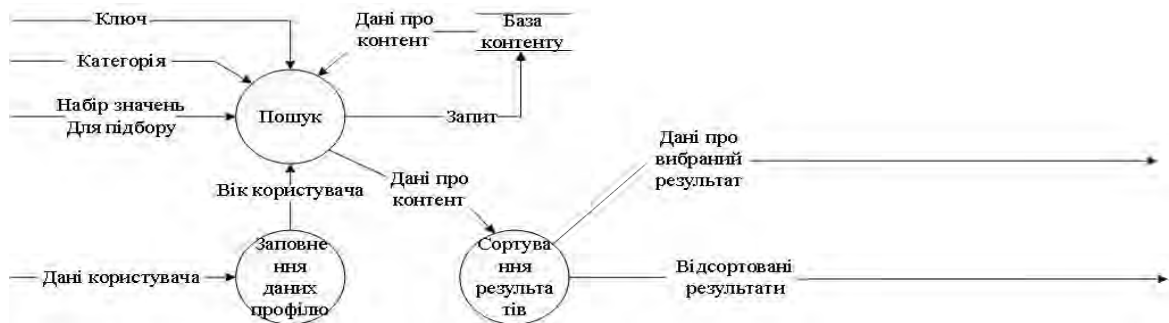 Ключ
Дані про
контент
База
контенту
Категорія
Набір значень
Для підбору
Пошук
Запит
Дані про
вибраний
результат
Вік користувача
Дані про
контент
Заповне
ння
даних
профілю
Сортува
ння
результа
тів
Дані користувача
Відсортовані
результати